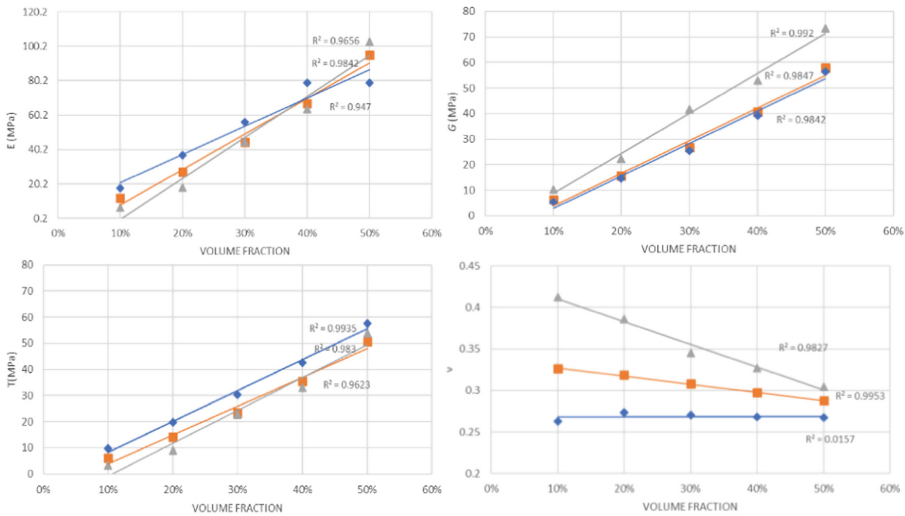 120.2
100.2
80.2
60.2
40.2
20.2
0.2
E (MPa)
R² = 0.9656
R² = 0.9842
R² = 0.947
0% 10% 20% 30% 40% 50% 60%
VOLUME FRACTION
80
70
60
50
40
30
20
10
0
G (MPa)
R² = 0.992
R² = 0.9847
R² = 0.9842
0% 10% 20% 30% 40% 50% 60%
VOLUME FRACTION
80
70
60
50
40
30
20
10
0
T(MPa)
R² = 0.9935
R² = 0.983
R² = 0.9623
0% 10% 20% 30% 40% 50% 60%
VOLUME FRACTION
0.45
0.4
0.35
0.3
0.25
0.2
v
R² = 0.9827
R² = 0.9953
R² = 0.0157
0% 10% 20% 30% 40% 50% 60%
VOLUME FRACTION